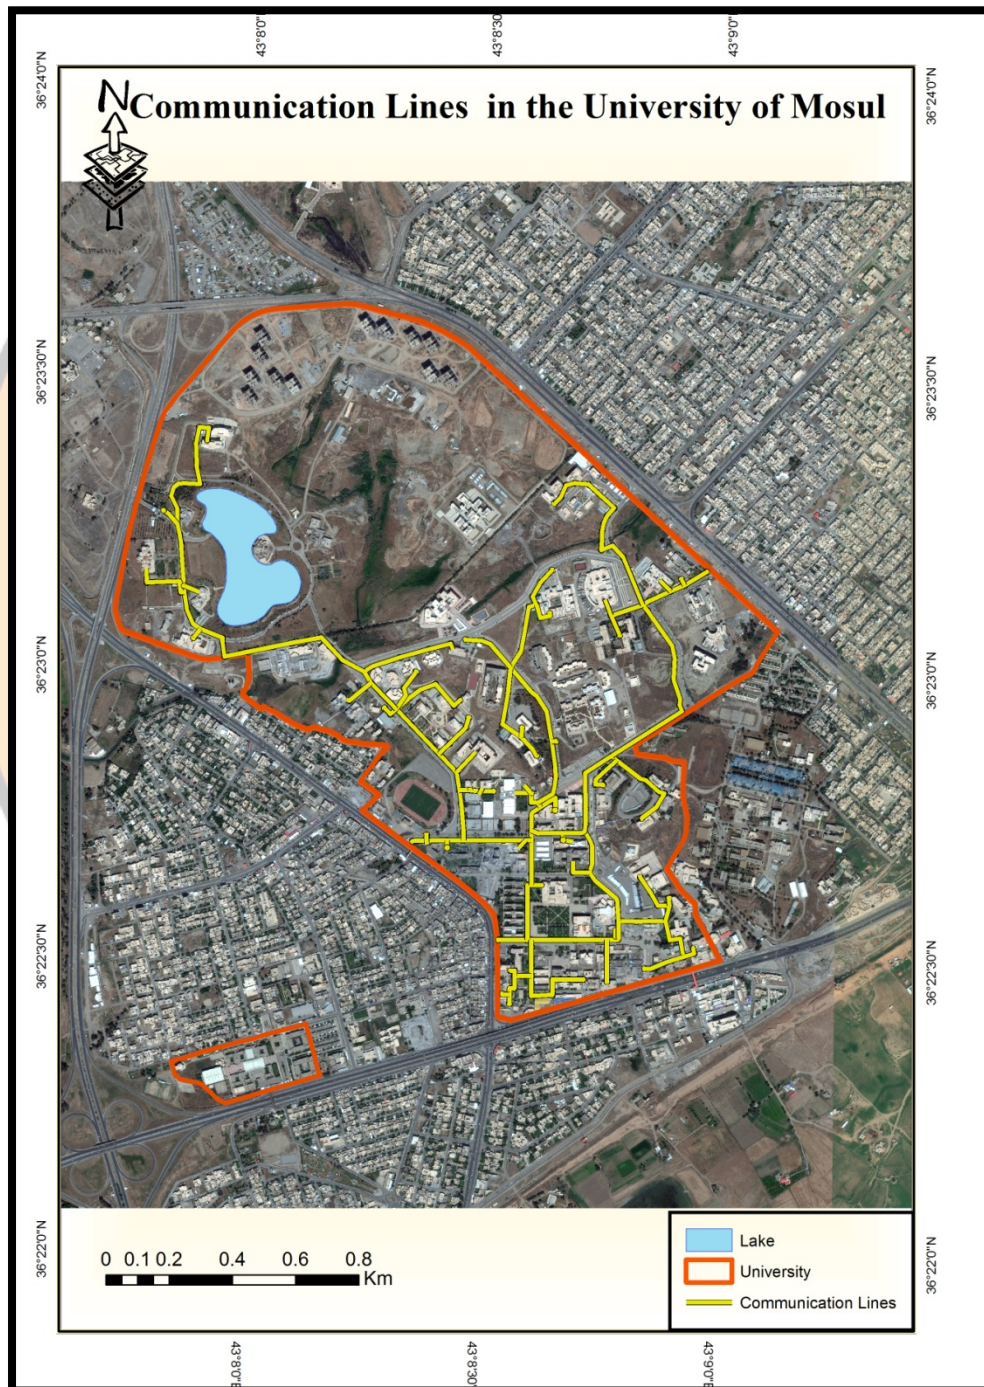 43°8'0"
43°8'30
43°9'0"
36°24'0"N
36°24'0"N
N
Communication Lines in the University of Mosul
36°23'30"N
36°23'30"N
36°23'0"N
36°23'0"N
36°22'30"N
36°22'30"N
36°22'0"N
36°22'0"N
0 0.1 0.2 0.4 0.6 0.8
Km
Lake
University
Communication Lines
43°8'0"E
43°8'30"E
43°9'0"E